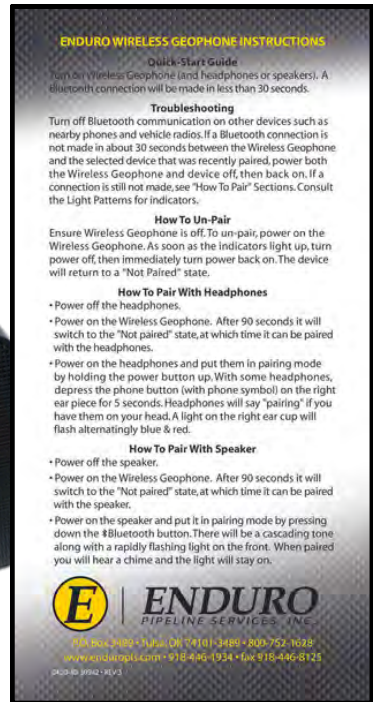 ENDURO WIRELESS GEOPHONE INSTRUCTIONS
Quick-Start Guide
Turn on Wireless Geophone (and headphones or speakers). A
Bluetooth connection will be made in less than 30 seconds.
Troubleshooting
Turn off Bluetooth communication on other devices such as
nearby phones and vehicle radios. If a Bluetooth connection is
not made in about 30 seconds between the Wireless Geophone
and the selected device that was recently paired, power both
the Wireless Geophone and device off, then back on. If a
connection is still not made, see "How To Pair" Sections. Consult
the Light Patterns for indicators.
How To Un-Pair
Ensure Wireless Geophone is off. To un-pair, power on the
Wireless Geophone. As soon as the indicators light up, turn
power off, then immediately turn power back on. The device
will return to a "Not Paired" state.
How To Pair With Headphones
• Power off the headphones.
• Power on the Wireless Geophone. After 90 seconds it will
switch to the "Not paired" state, at which time it can be paired
with the headphones.
• Power on the headphones and put them in pairing mode
by holding the power button up. With some headphones,
depress the phone button (with phone symbol) on the right
ear piece for 5 seconds. Headphones will say "pairing" if you
have them on your head. A light on the right ear cup will
flash alternatingly blue & red.
How To Pair With Speaker
• Power off the speaker.
• Power on the Wireless Geophone. After 90 seconds it will
switch to the "Not paired" state, at which time it can be paired
with the speaker.
• Power on the speaker and put it in pairing mode by pressing
down the Bluetooth button. There will be a cascading tone
along with a rapidly flashing light on the front. When paired
you will hear a chime and the light will stay on.
E ENDURO
PIPELINE SERVICES, INC.
P.O. Box 3489 • Tulsa, OK 74101-3489 • 800-752-1628
www.enduropls.com • 918-446-1934 • fax 918-446-8125
• REV 3